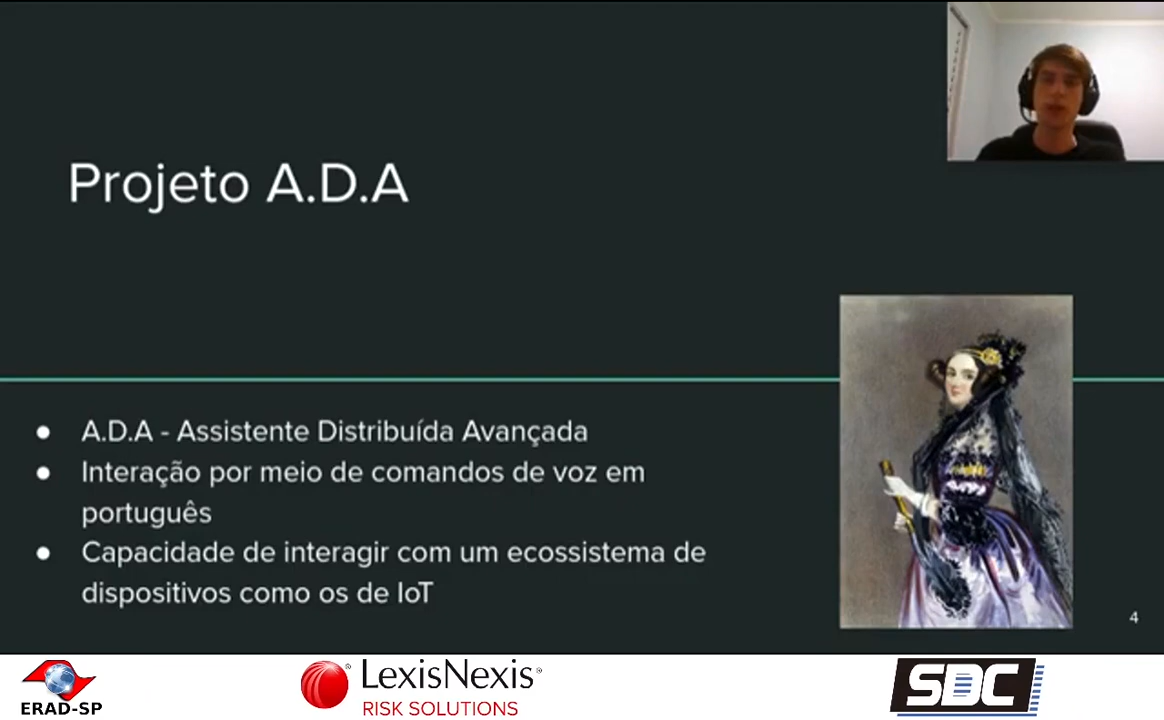 Projeto A.D.A
● A.D.A - Assistente Distribuída Avançada
● Interação por meio de comandos de voz em
português
● Capacidade de interagir com um ecossistema de
dispositivos como os de IoT
4
ERAD-SP
LexisNexis®
RISK SOLUTIONS
SBC